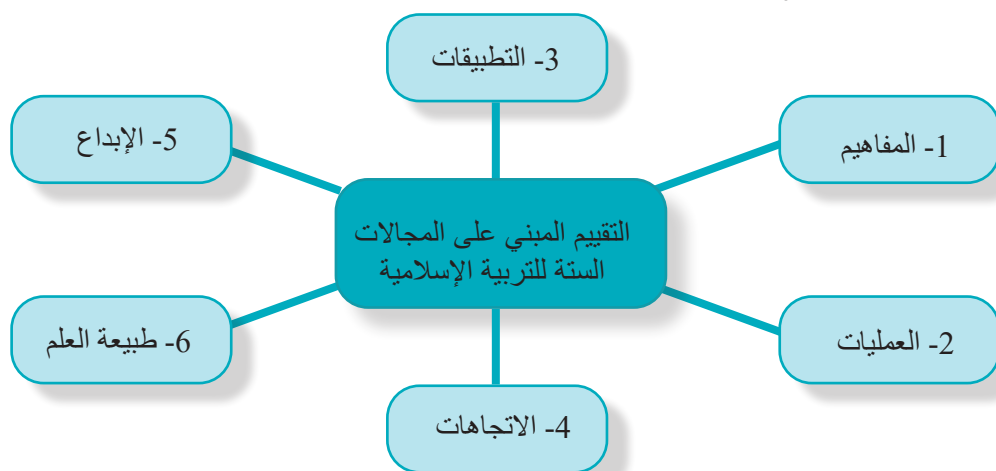 3- التطبيقات
1- المفاهيم
5- الإبداع
التقييم المبني على المجالات
الستة للتربية الإسلامية
2- العمليات
6- طبيعة العلم
4- الاتجاهات